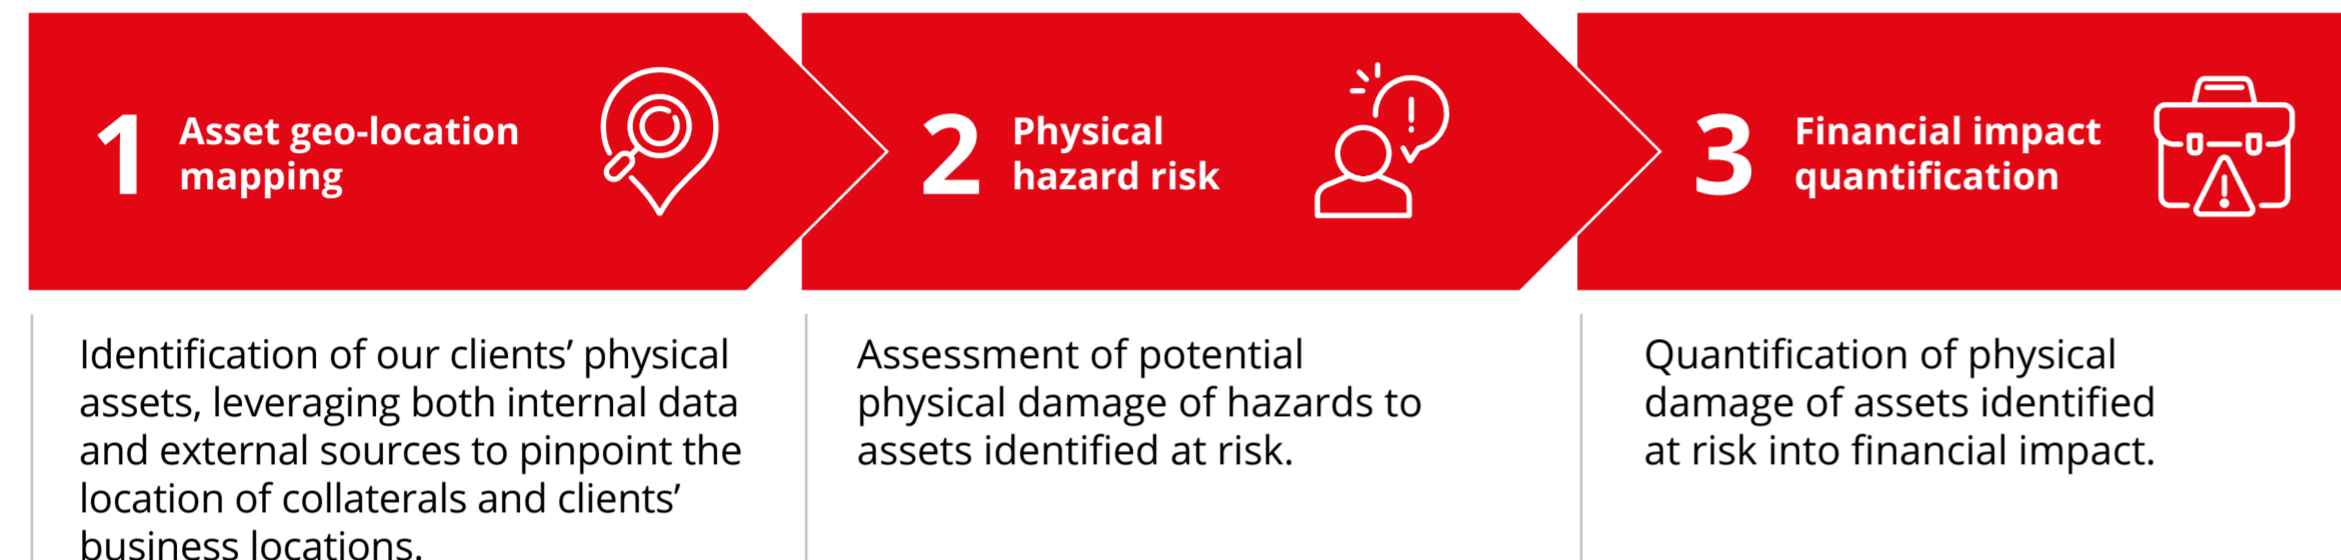 1
Asset geo-location
mapping
Identification of our clients’ physical
assets, leveraging both internal data
and external sources to pinpoint the
location of collaterals and clients’
business locations.
2
Physical
hazard risk
Assessment of potential
physical damage of hazards to
assets identified at risk.
3
Financial impact
quantification
Quantification of physical
damage of assets identified
at risk into financial impact.